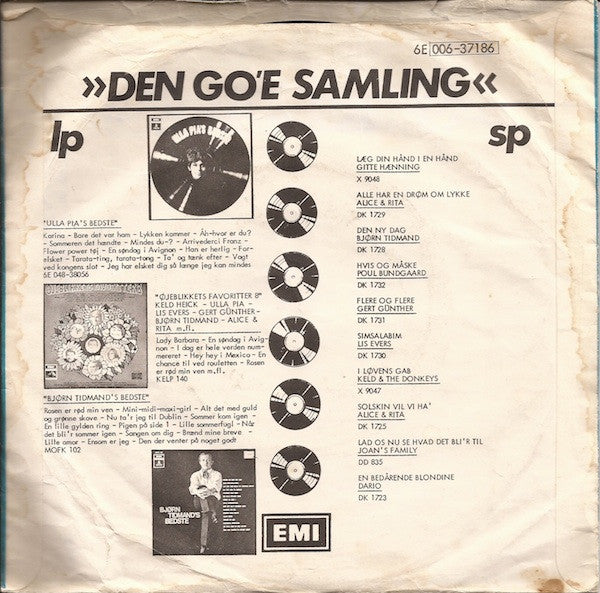 6E 006-37186
»DEN GO'E SAMLING«
lp
sp
ULLA PIA'S BEDSTE
"ULLA PIA'S BEDSTE"
Karina - Bare det var ham - Lykken kommer - Åh-hvor er du?
- Sommeren det hændte - Mindes du-? - Arrivederci Franz -
Flower power tøj - En søndag i Avignon - Han er herlig - For-
elsket - Tarata-ting, tarata-tong - Ta' og tænk efter - Vogt
ved kongens slot - Jeg har elsket dig så længe jeg kan mindes
6E 048-38056
"ØJEBLIKKETS FAVORITTER 8"
KELD HEICK - ULLA PIA -
LIS EVERS - GERT GÜNTHER-
BJØRN TIDMAND - ALICE &
RITA m.fl.
Lady Barbara - En søndag i Avig-
non - I dag er hele verden num-
mereret - Hey hey i Mexico - En
chance til ved rouletten - Rosen
er rød min ven m.fl.
KELP 140
"BJØRN TIDMAND'S BEDSTE"
Rosen er rød min ven - Mini-midi-maxi-girl - Alt det med guld
og grønne skove - Nu ta'r jeg til Dublin - Sommer kom igen -
En lille gylden ring - Pigen på side 1 - Lille sommerfugl - Når
det bli'r sommer igen - Sangen om dig - Brænd mine breve -
Lille amor - Ensom er jeg - Den der venter på noget godt
MOFK 102
BJØRN
TIDMAND'S
BEDSTE
LÆG DIN HÅND I EN HÅND
GITTE HÆNNING
X 9048
ALLE HAR EN DRØM OM LYKKE
ALICE & RITA
DK 1729
DEN NY DAG
BJØRN TIDMAND
DK 1728
HVIS OG MÅSKE
POUL BUNDGAARD
DK 1732
FLERE OG FLERE
GERT GÜNTHER
DK 1731
SIMSALABIM
LIS EVERS
DK 1730
I LØVENS GAB
KELD & THE DONKEYS
X 9047
SOLSKIN VIL VI HA'
ALICE & RITA
DK 1725
LAD OS NU SE HVAD DET BLI'R TIL
JOAN'S FAMILY
DD 835
EN BEDÅRENDE BLONDINE
DARIO
DK 1723
EMI